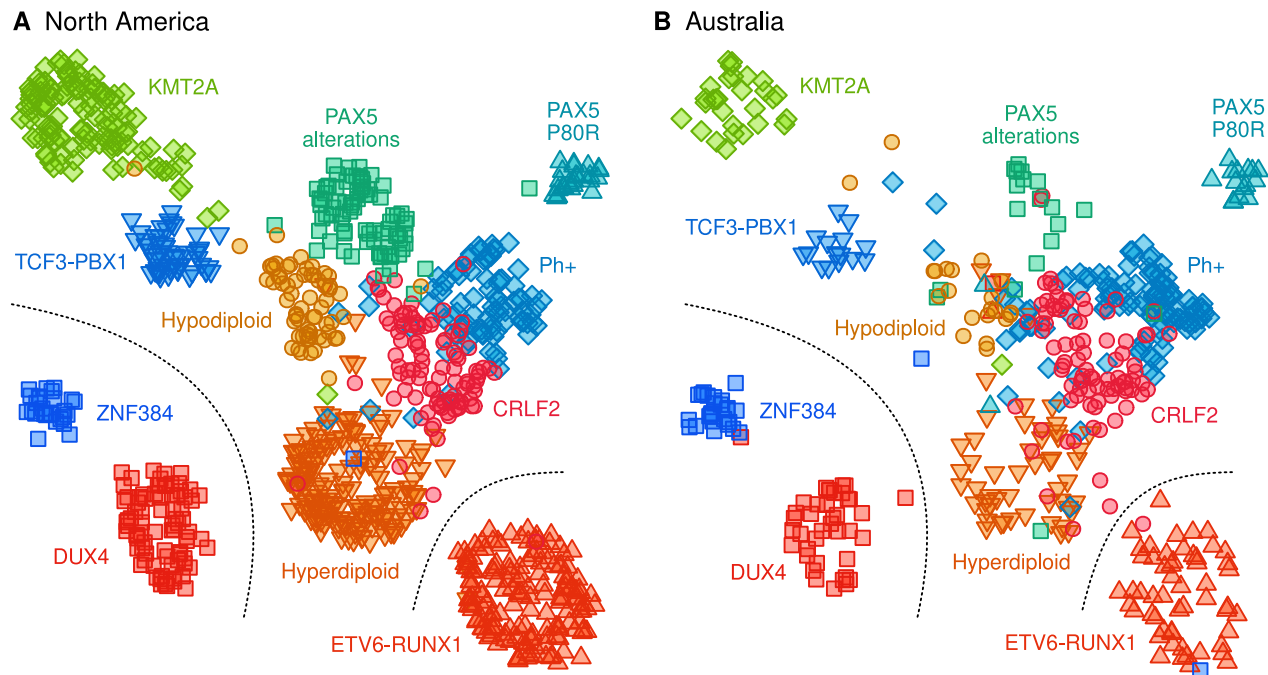 A North America
KMT2A
PAX5
alterations
PAX5
P80R
TCF3-PBX1
Ph+
Hypodiploid
ZNF384
CRLF2
DUX4
Hyperdiploid
ETV6-RUNX1
B Australia
KMT2A
PAX5
alterations
PAX5
P80R
TCF3-PBX1
Ph+
Hypodiploid
ZNF384
CRLF2
DUX4
Hyperdiploid
ETV6-RUNX1